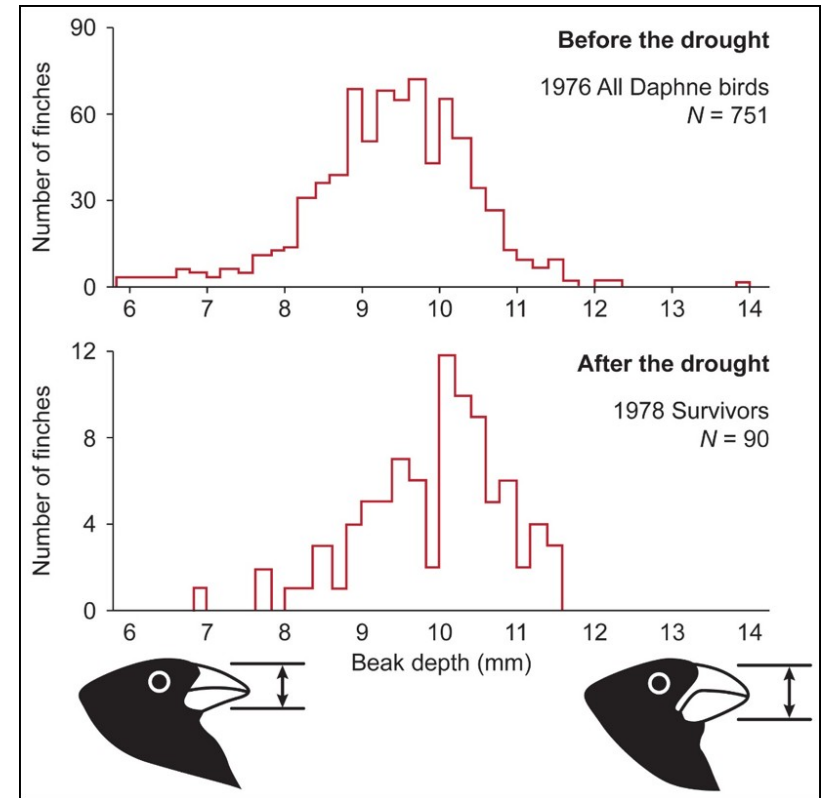 Before the drought
1976 All Daphne birds
N = 751
Number of finches
90
60
30
0
6 7 8 9 10 11 12 13 14
After the drought
1978 Survivors
N = 90
Number of finches
12
8
4
0
6 7 8 9 10 11 12 13 14
Beak depth (mm)